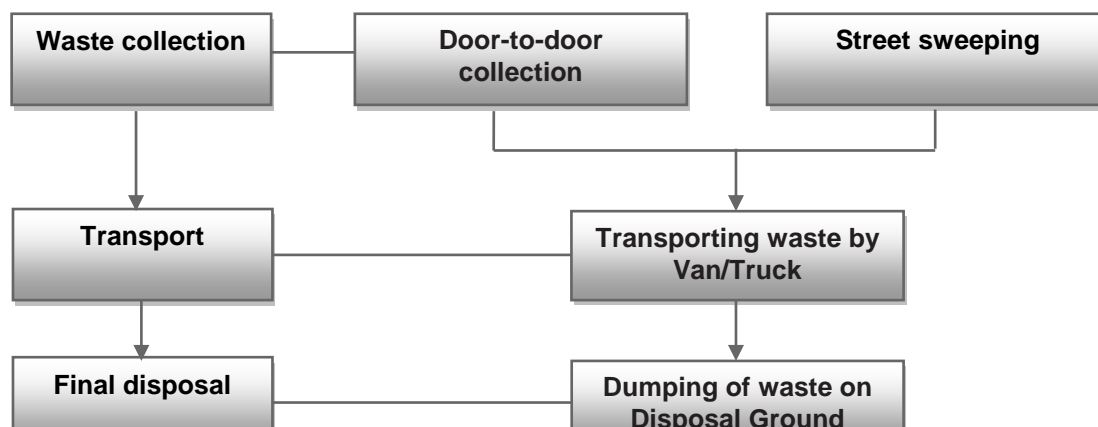 Waste collection
Door-to-door
collection
Street sweeping
Transport
Transporting waste by
Van/Truck
Final disposal
Dumping of waste on
Disposal Ground